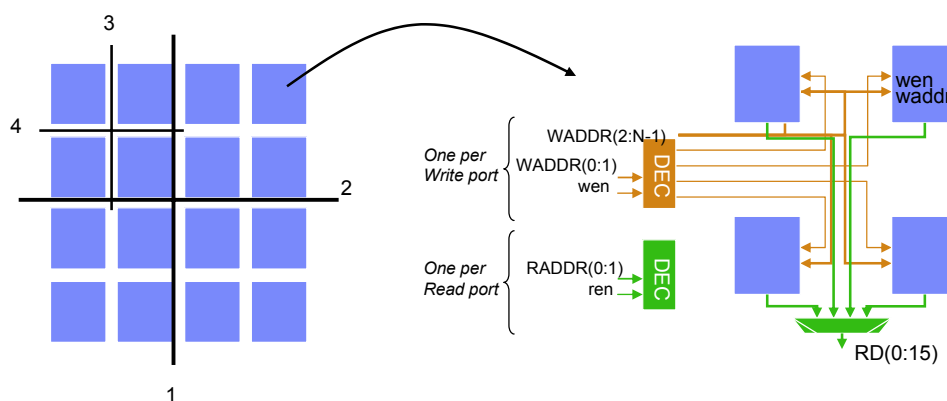 3
4
2
1
One per
Write port
WADDR(2:N-1)
WADDR(0:1)
wen
DEC
One per
Read port
RADDR(0:1)
ren
DEC
wen
waddr
RD(0:15)